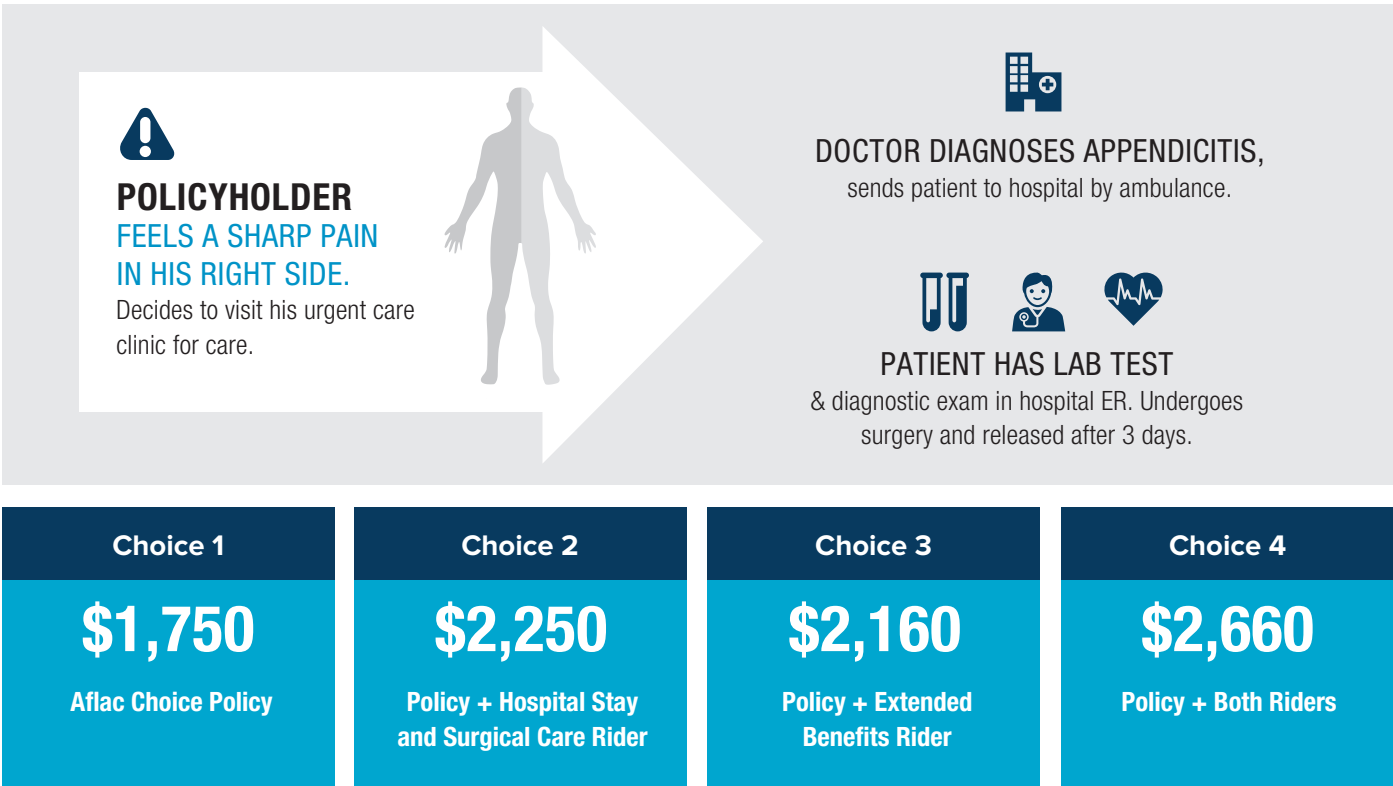 POLICYHOLDER
FEELS A SHARP PAIN
IN HIS RIGHT SIDE.
Decides to visit his urgent care
clinic for care.
DOCTOR DIAGNOSES APPENDICITIS,
sends patient to hospital by ambulance.
PATIENT HAS LAB TEST
& diagnostic exam in hospital ER. Undergoes
surgery and released after 3 days.
Choice 1
$1,750
Aflac Choice Policy
Choice 2
$2,250
Policy + Hospital Stay
and Surgical Care Rider
Choice 3
$2,160
Policy + Extended
Benefits Rider
Choice 4
$2,660
Policy + Both Riders